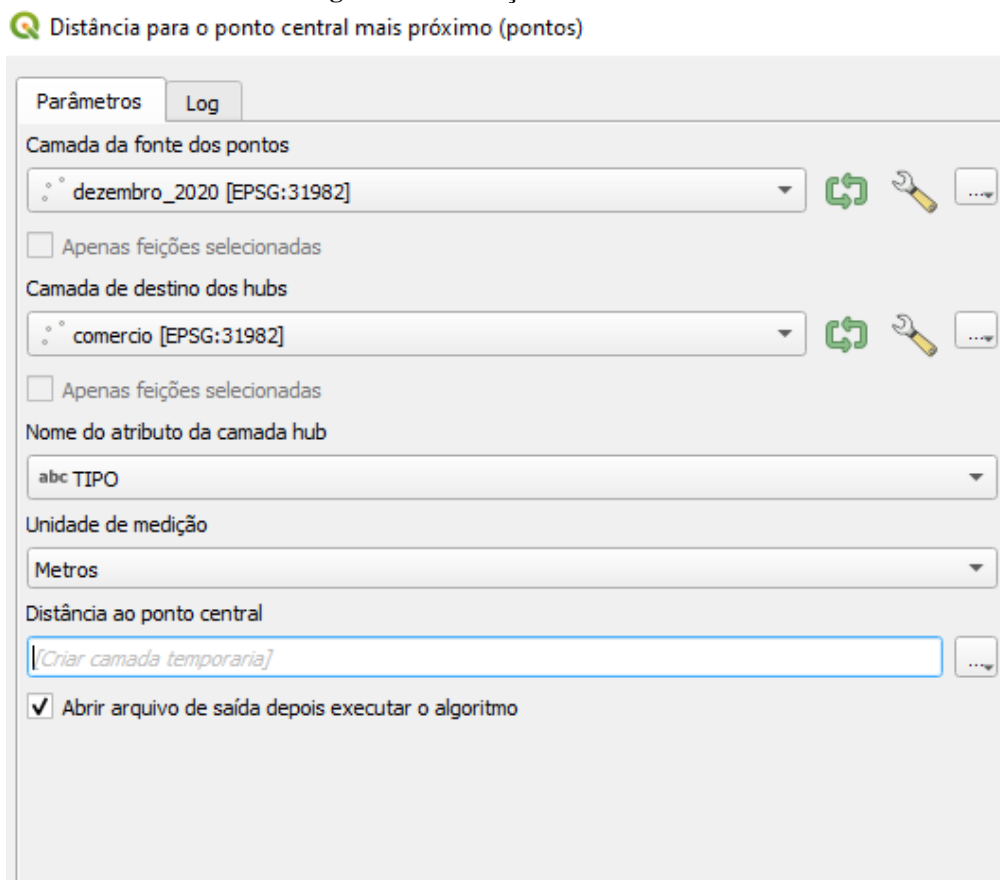 Distância para o ponto central mais próximo (pontos)
Parâmetros
Log
Camada da fonte dos pontos
dezembro_2020 [EPSG:31982]
...
Apenas feições selecionadas
Camada de destino dos hubs
comercio [EPSG:31982]
...
Apenas feições selecionadas
Nome do atributo da camada hub
abc TIPO
Unidade de medição
Metros
Distância ao ponto central
[Criar camada temporaria]
...
Abrir arquivo de saída depois executar o algoritmo